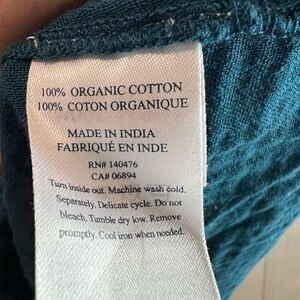 100% ORGANIC COTTON
100% COTON ORGANIQUE
MADE IN INDIA
FABRIQUÉ EN INDE
RN# 140476
CA# 06894
Turn inside out. Machine wash cold.
Separately. Delicate cycle. Do not
bleach. Tumble dry low. Remove
promptly. Cool iron when needed.